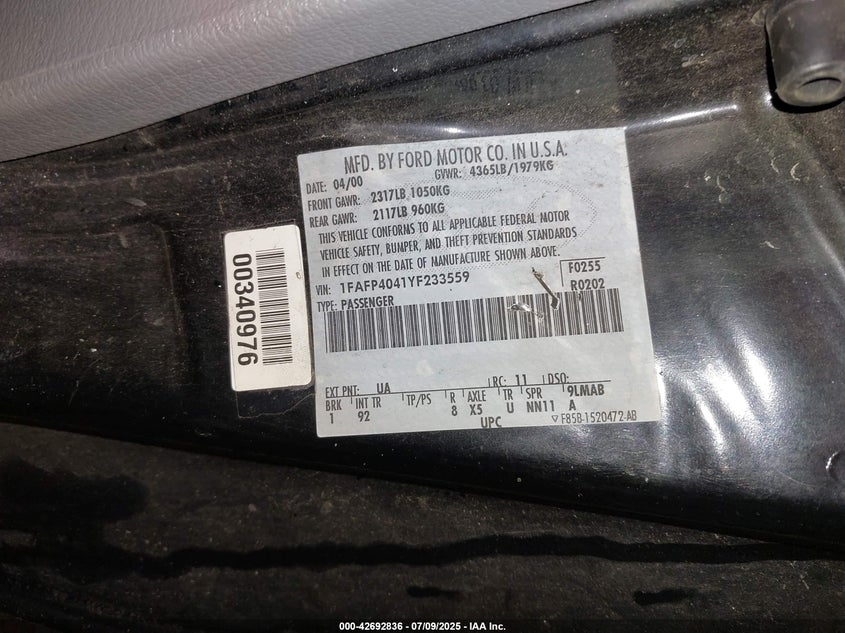 MFD. BY FORD MOTOR CO. IN U.S.A.
DATE: 04/00 GVWR: 4365LB/1979KG
FRONT GAWR: 2317LB 1050KG
REAR GAWR: 2117LB 960KG
THIS VEHICLE CONFORMS TO ALL APPLICABLE FEDERAL MOTOR
VEHICLE SAFETY, BUMPER, AND THEFT PREVENTION STANDARDS
IN EFFECT ON THE DATE OF MANUFACTURE SHOWN ABOVE.
VIN: 1FAFP4041YF233559 F0255
TYPE: PASSENGER R0202
00340976
EXT PNT: UA RC: 11 DSO:
BRK INT TR TP/PS R AXLE TR SPR 9LMAB
1 92 8 X5 U NN11 A
UPC F85B-1520472-AB
000-42692836 - 07/09/2025 - IAA Inc.